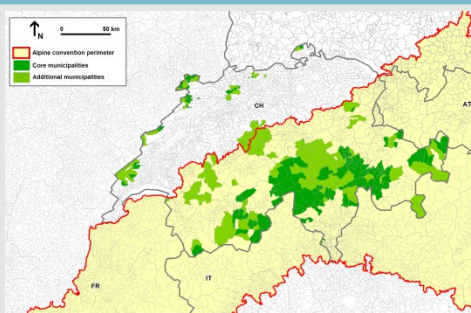 N
0 50 km
Alpine convention perimeter
Core municipalities
Additional municipalities
CH
AT
FR
IT